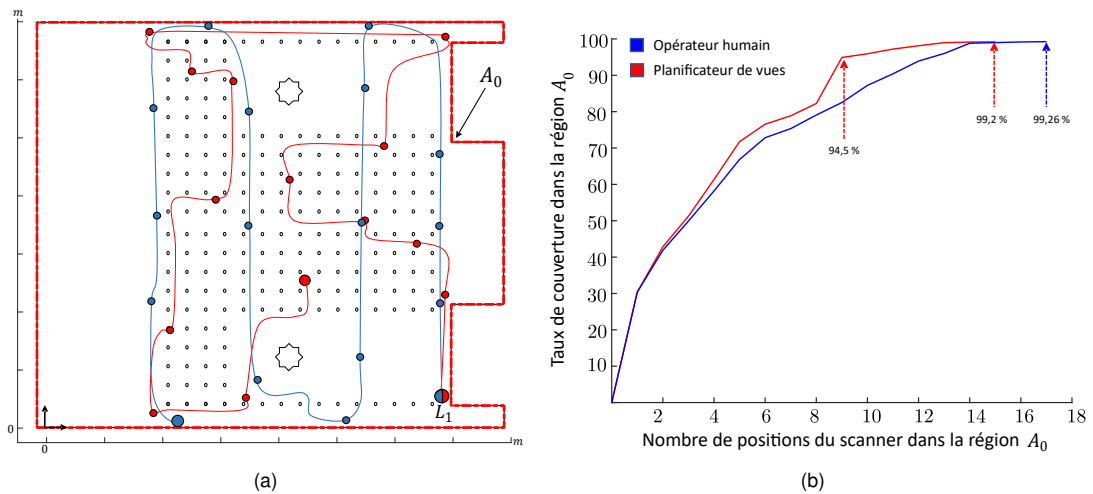 m
A₀
L₁
0
0
m
(a)
Taux de couverture dans la région A₀
100
90
80
70
60
50
40
30
20
10
Opérateur humain
Planificateur de vues
94,5 %
99,2 %
99,26 %
2 4 6 8 10 12 14 16 18
Nombre de positions du scanner dans la région A₀
(b)